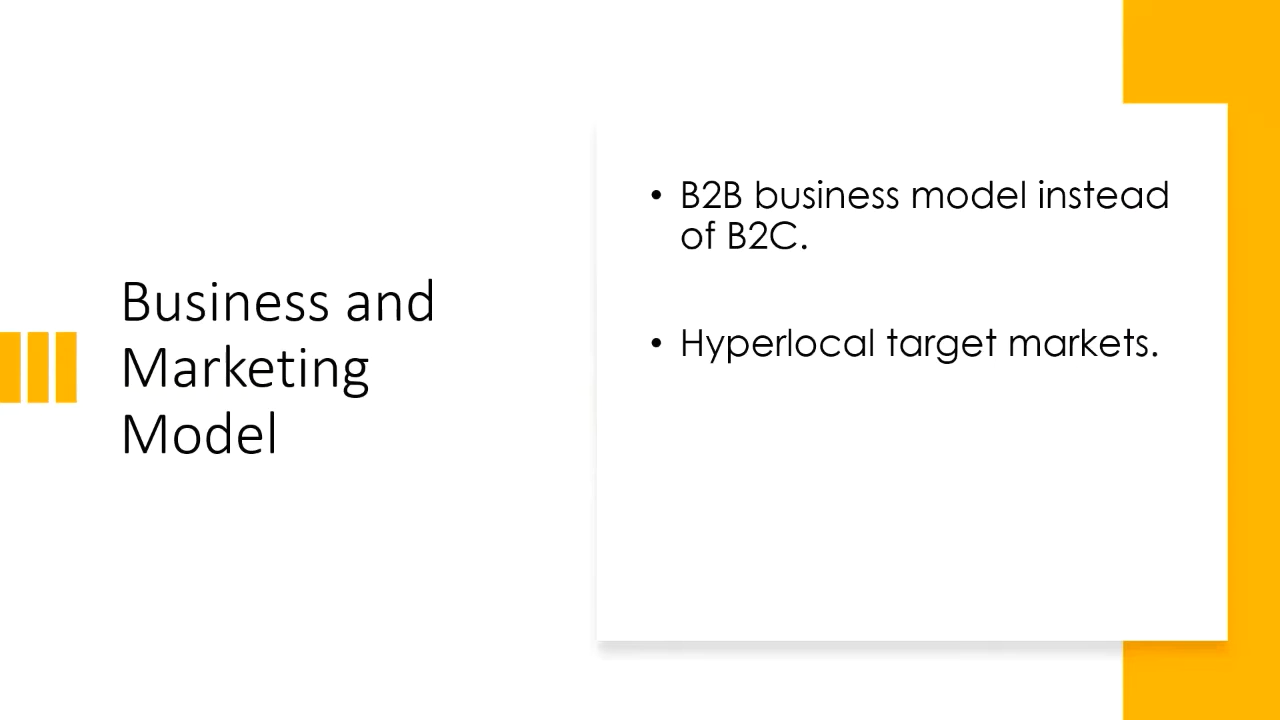 Business and
Marketing
Model
• B2B business model instead
of B2C.
• Hyperlocal target markets.